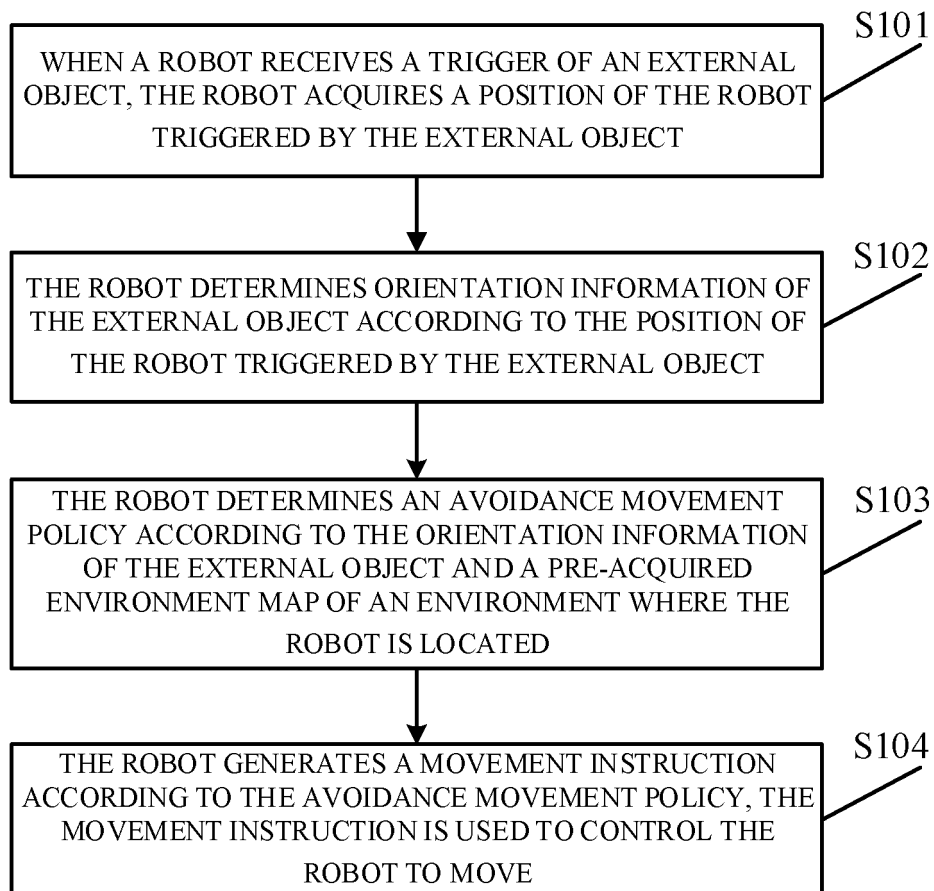 S101
WHEN A ROBOT RECEIVES A TRIGGER OF AN EXTERNAL
OBJECT, THE ROBOT ACQUIRES A POSITION OF THE ROBOT
TRIGGERED BY THE EXTERNAL OBJECT
S102
THE ROBOT DETERMINES ORIENTATION INFORMATION OF
THE EXTERNAL OBJECT ACCORDING TO THE POSITION OF
THE ROBOT TRIGGERED BY THE EXTERNAL OBJECT
S103
THE ROBOT DETERMINES AN AVOIDANCE MOVEMENT
POLICY ACCORDING TO THE ORIENTATION INFORMATION
OF THE EXTERNAL OBJECT AND A PRE-ACQUIRED
ENVIRONMENT MAP OF AN ENVIRONMENT WHERE THE
ROBOT IS LOCATED
S104
THE ROBOT GENERATES A MOVEMENT INSTRUCTION
ACCORDING TO THE AVOIDANCE MOVEMENT POLICY, THE
MOVEMENT INSTRUCTION IS USED TO CONTROL THE
ROBOT TO MOVE